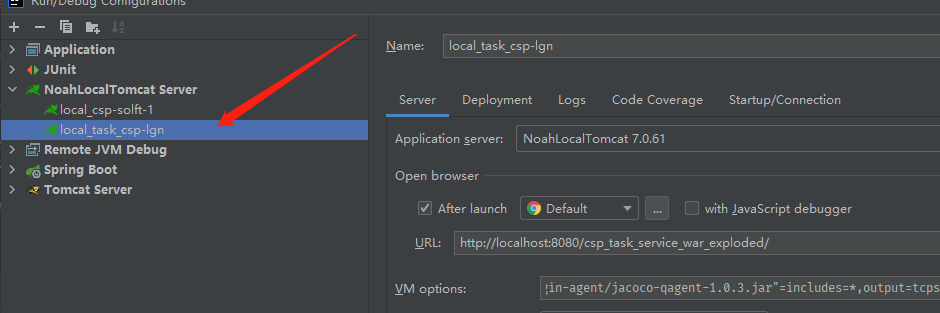 Run/Debug Configurations
Application
JUnit
NoahLocalTomcat Server
local_csp-solft-1
local_task_csp-lgn
Remote JVM Debug
Spring Boot
Tomcat Server
Name: local_task_csp-lgn
Server Deployment Logs Code Coverage Startup/Connection
Application server: NoahLocalTomcat 7.0.61
Open browser
After launch Default ... with JavaScript debugger
URL: http://localhost:8080/csp_task_service_war_exploded/
VM options: gin-agent/jacoco-qagent-1.0.3.jar"=includes=*,output=tcps